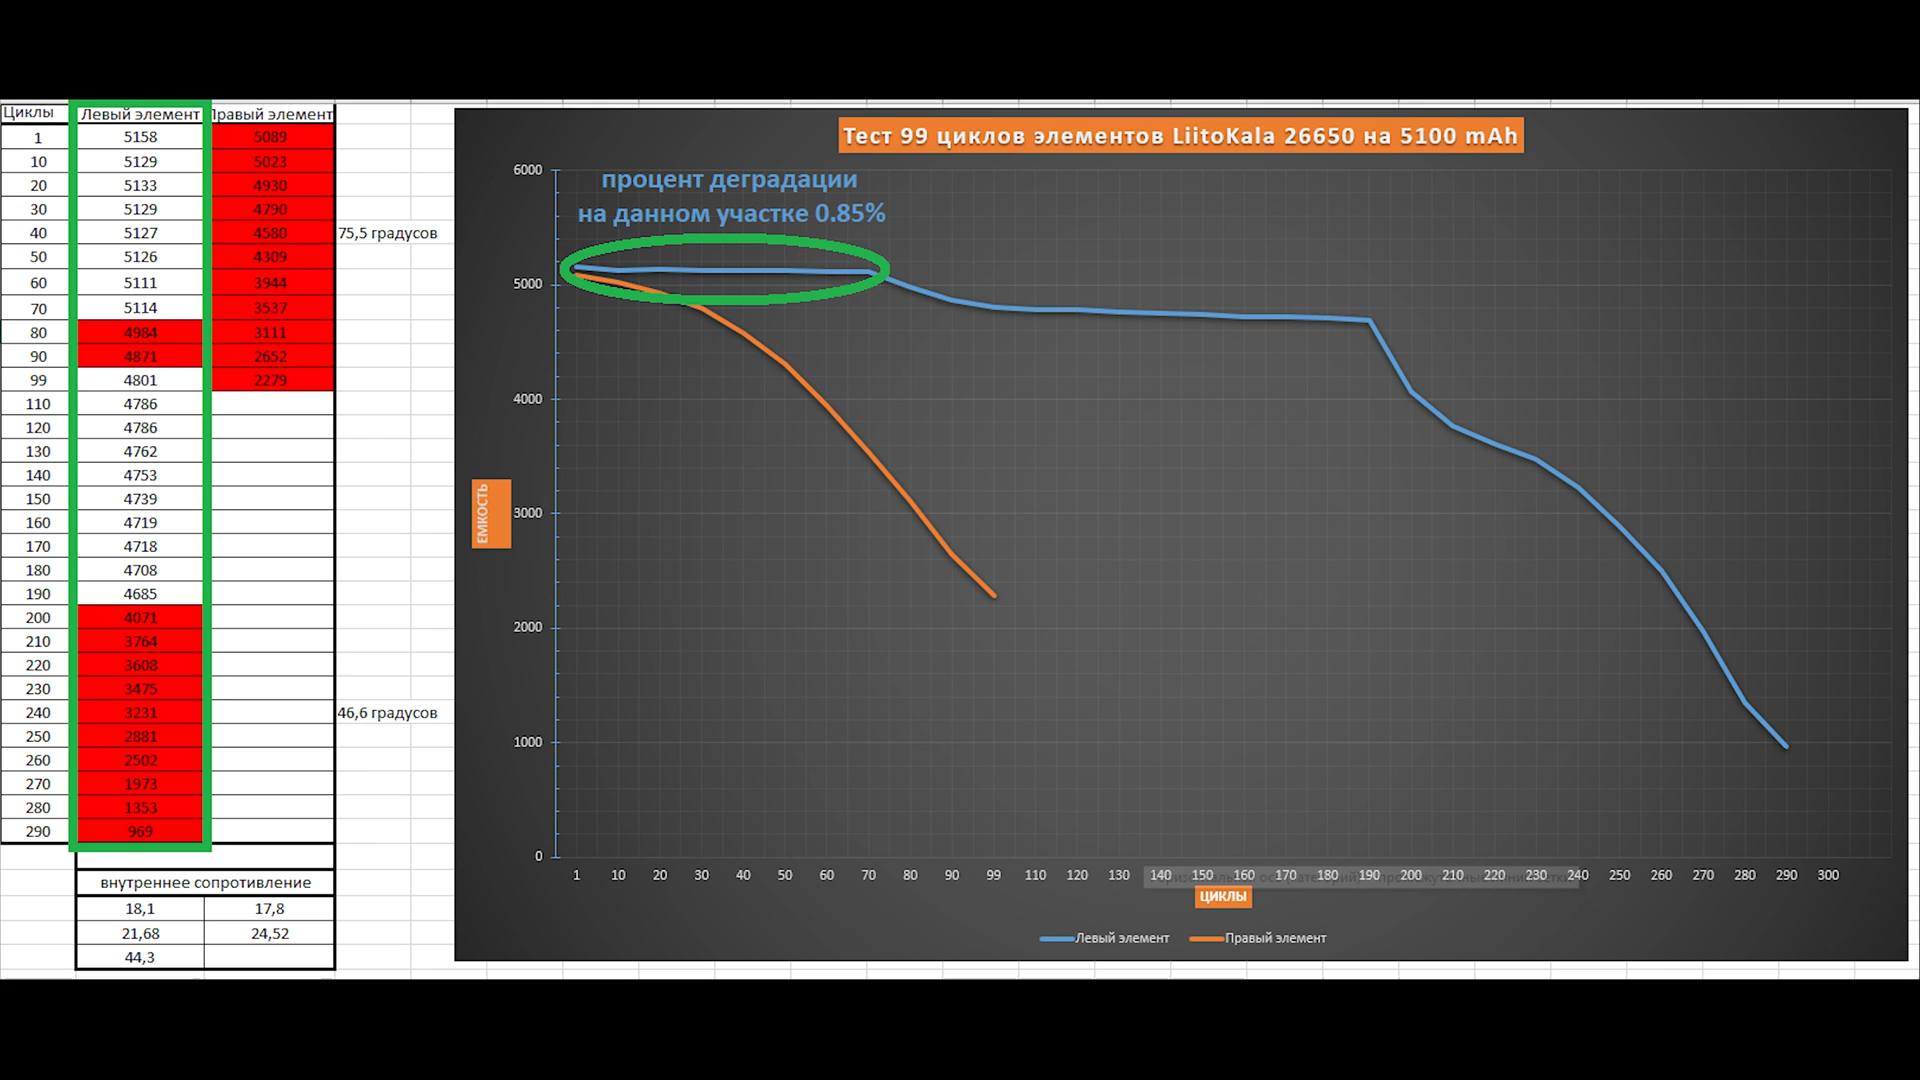 Циклы Левый элемент Правый элемент
1 5158 5089
10 5129 5023
20 5133 4930
30 5129 4790
40 5127 4580 75,5 градусов
50 5126 4309
60 5111 3944
70 5114 3537
80 4984 3111
90 4871 2652
99 4801 2279
110 4786
120 4786
130 4762
140 4753
150 4739
160 4719
170 4718
180 4708
190 4685
200 4071
210 3764
220 3608
230 3475
240 3231 46,6 градусов
250 2881
260 2502
270 1973
280 1353
290 969
внутреннее сопротивление
18,1 17,8
21,68 24,52
44,3
Тест 99 циклов элементов LiitoKala 26650 на 5100 mAh
процент деградации
на данном участке 0.85%
6000
5000
4000
3000
2000
1000
0
ЕМКОСТЬ
1 10 20 30 40 50 60 70 80 90 99 110 120 130 140 150 160 170 180 190 200 210 220 230 240 250 260 270 280 290 300
ЦИКЛЫ
Левый элемент Правый элемент